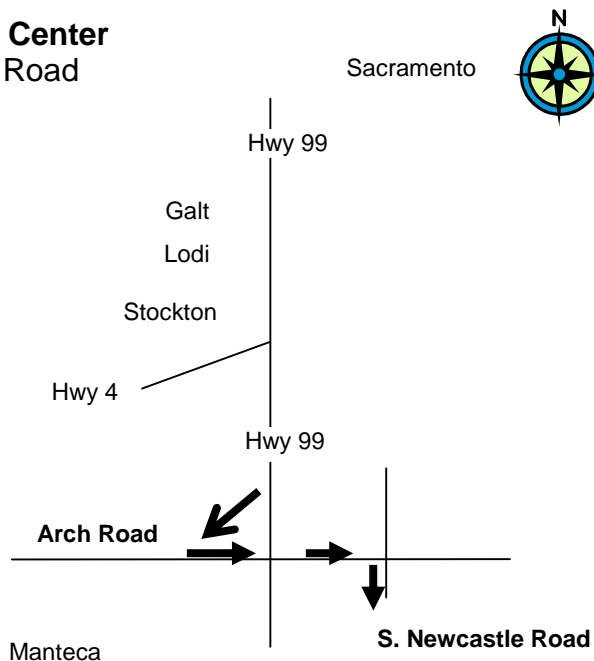 Center
Road
N
Sacramento
Hwy 99
Galt
Lodi
Stockton
Hwy 4
Hwy 99
Arch Road
S. Newcastle Road
Manteca